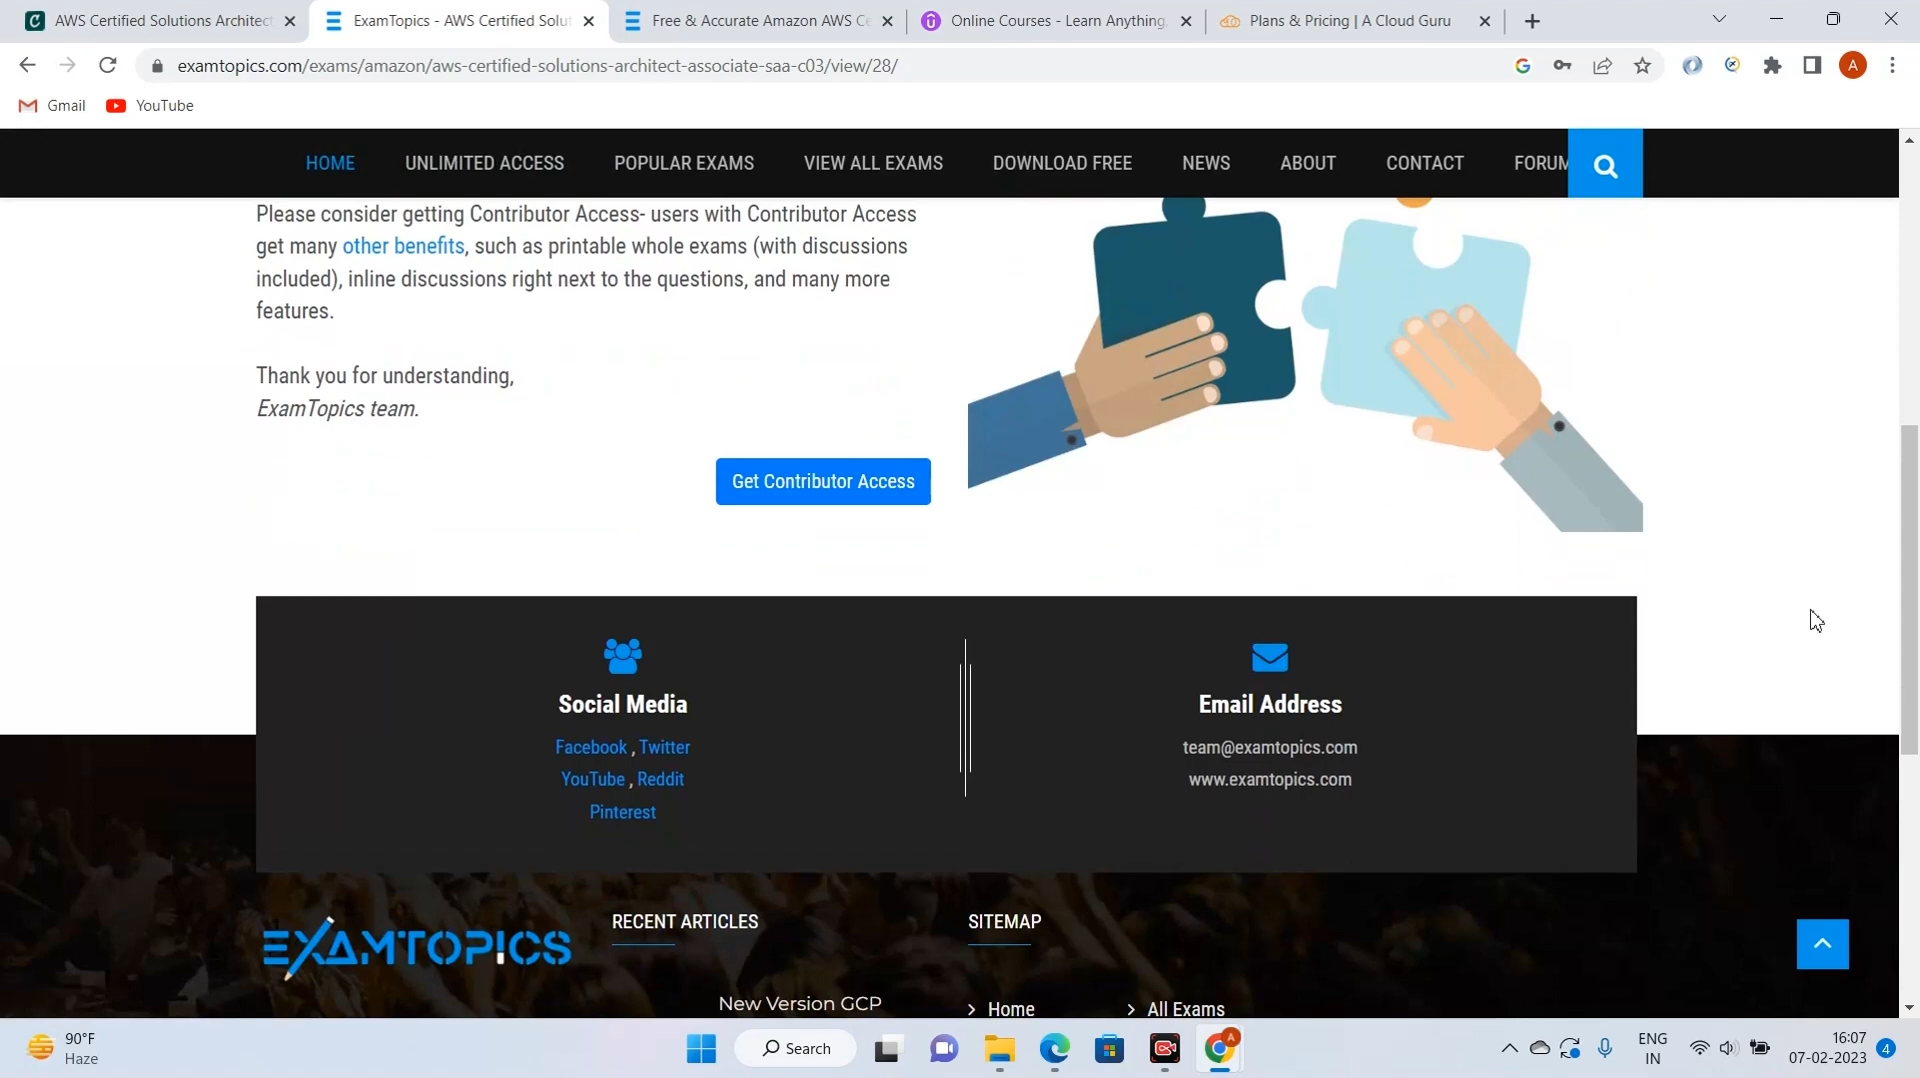 AWS Certified Solutions Architect
ExamTopics - AWS Certified Solut
Free & Accurate Amazon AWS Ce
Online Courses - Learn Anything,
Plans & Pricing | A Cloud Guru
examtopics.com/exams/amazon/aws-certified-solutions-architect-associate-saa-c03/view/28/
A
Gmail
YouTube
HOME
UNLIMITED ACCESS
POPULAR EXAMS
VIEW ALL EXAMS
DOWNLOAD FREE
NEWS
ABOUT
CONTACT
FORUM
Please consider getting Contributor Access- users with Contributor Access
get many other benefits, such as printable whole exams (with discussions
included), inline discussions right next to the questions, and many more
features.
Thank you for understanding,
ExamTopics team.
Get Contributor Access
Social Media
Facebook , Twitter
YouTube , Reddit
Pinterest
Email Address
team@examtopics.com
www.examtopics.com
EXAMTOPICS
RECENT ARTICLES
New Version GCP
SITEMAP
Home
All Exams
90°F
Haze
Search
A
ENG
IN
16:07
07-02-2023
4